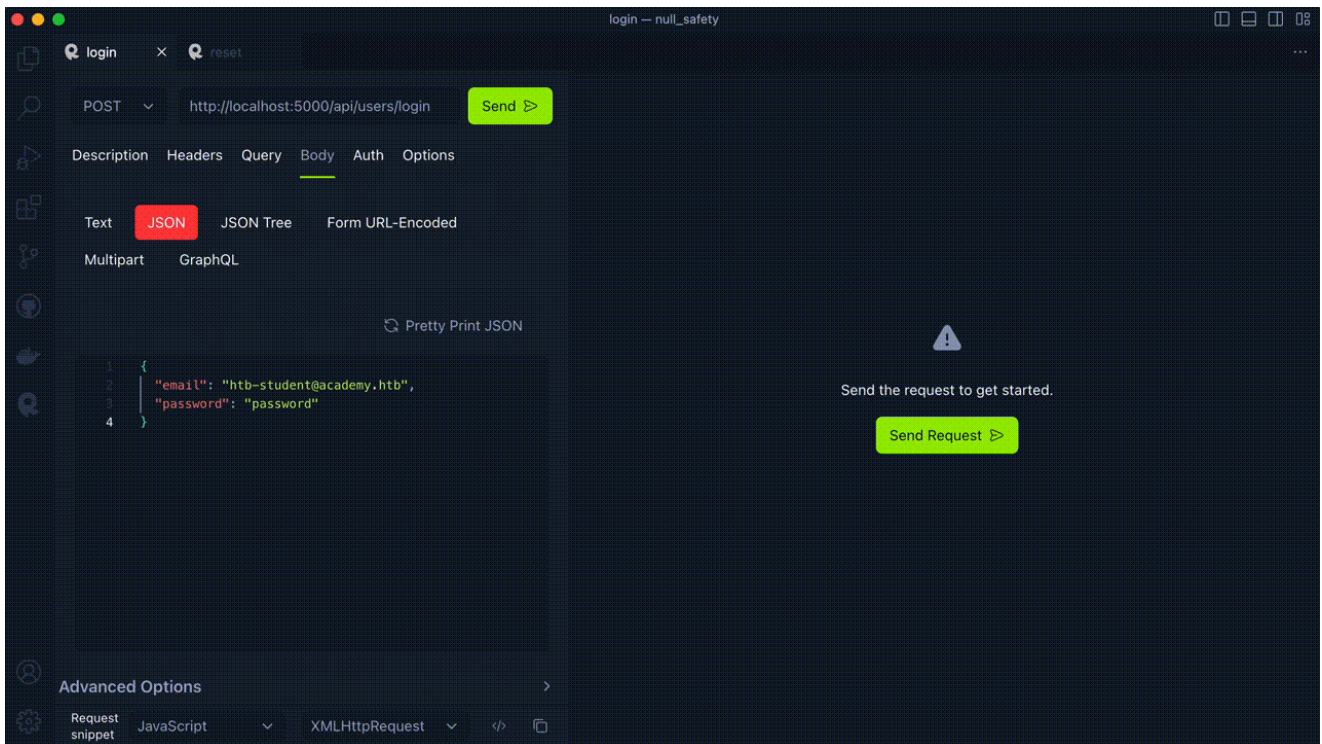 login — null_safety
login
reset
POST
http://localhost:5000/api/users/login
Send
Description Headers Query Body Auth Options
Text JSON JSON Tree Form URL-Encoded
Multipart GraphQL
Pretty Print JSON
1 {
2 "email": "htb-student@academy.htb",
3 "password": "password"
4 }
Send the request to get started.
Send Request
Advanced Options
Request
snippet
JavaScript
XMLHttpRequest